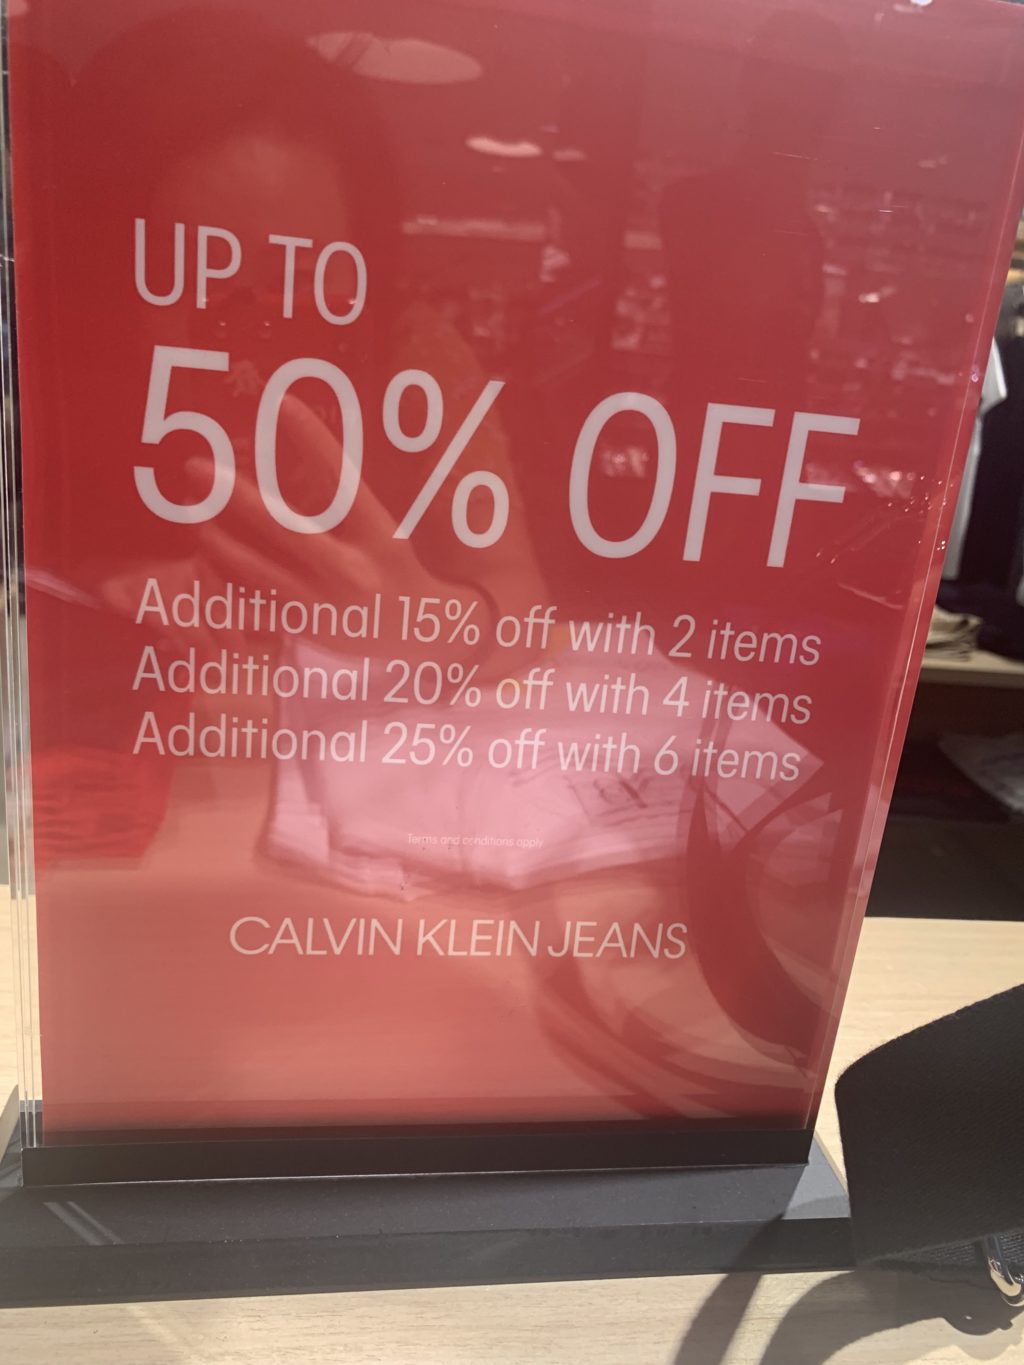 UP TO
50% OFF
Additional 15% off with 2 items
Additional 20% off with 4 items
Additional 25% off with 6 items
Terms and conditions apply
CALVIN KLEIN JEANS